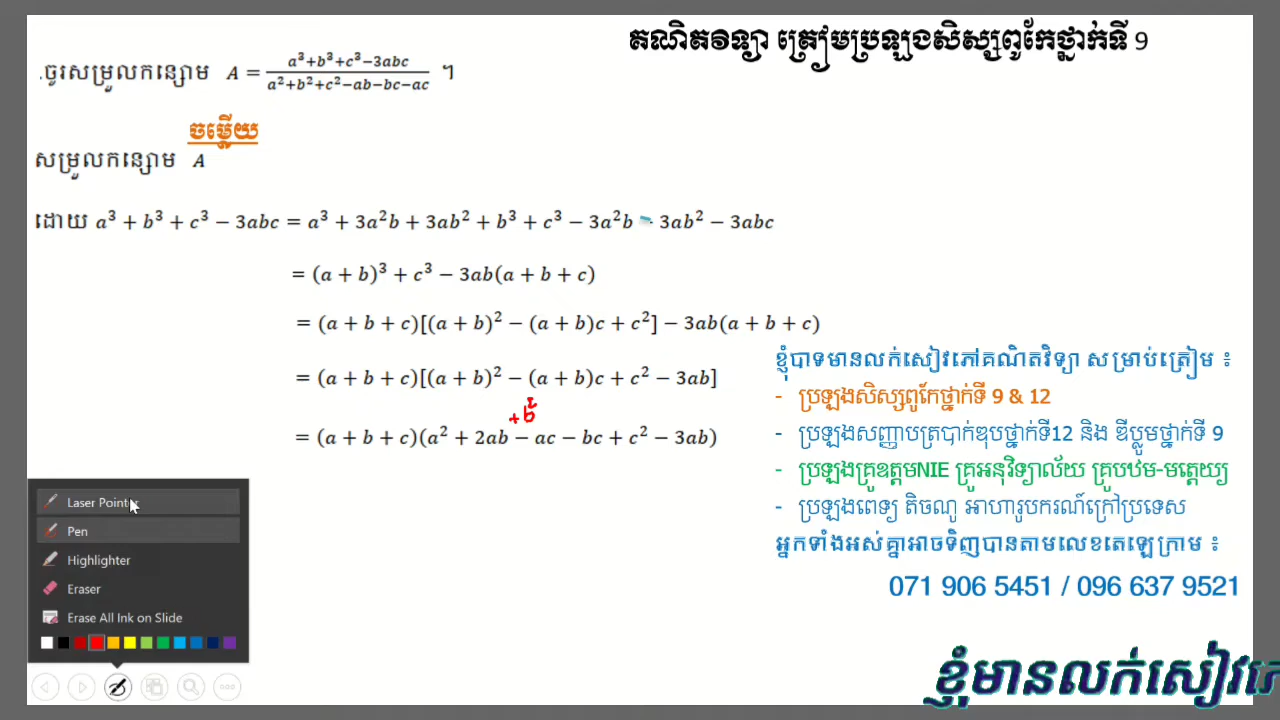 គណិតវិទ្យា ត្រៀមប្រឡងសិស្សពូកែថ្នាក់ទី 9
.ចូរសម្រួលកន្សោម A = (a³+b³+c³−3abc)/(a²+b²+c²−ab−bc−ac) ។
ចម្លើយ
សម្រួលកន្សោម A
ដោយ a³ + b³ + c³ − 3abc = a³ + 3a²b + 3ab² + b³ + c³ − 3a²b − 3ab² − 3abc
= (a + b)³ + c³ − 3ab(a + b + c)
= (a + b + c)[(a + b)² − (a + b)c + c²] − 3ab(a + b + c)
= (a + b + c)[(a + b)² − (a + b)c + c² − 3ab]
+b²
= (a + b + c)(a² + 2ab − ac − bc + c² − 3ab)
ខ្ញុំបាទមានលក់សៀវភៅគណិតវិទ្យា សម្រាប់ត្រៀម ៖
- ប្រឡងសិស្សពូកែថ្នាក់ទី 9 & 12
- ប្រឡងសញ្ញាបត្របាក់ឌុបថ្នាក់ទី12 និង ឌីប្លូមថ្នាក់ទី 9
- ប្រឡងគ្រូឧត្តមNIE គ្រូអនុវិទ្យាល័យ គ្រូបឋម-មត្តេយ្យ
- ប្រឡងពេទ្យ តិចណូ អាហារូបករណ៍ក្រៅប្រទេស
អ្នកទាំងអស់គ្នាអាចទិញបានតាមលេខតេឡេក្រាម ៖
071 906 5451 / 096 637 9521
Laser Pointer
Pen
Highlighter
Eraser
Erase All Ink on Slide
ខ្ញុំមានលក់សៀវភ